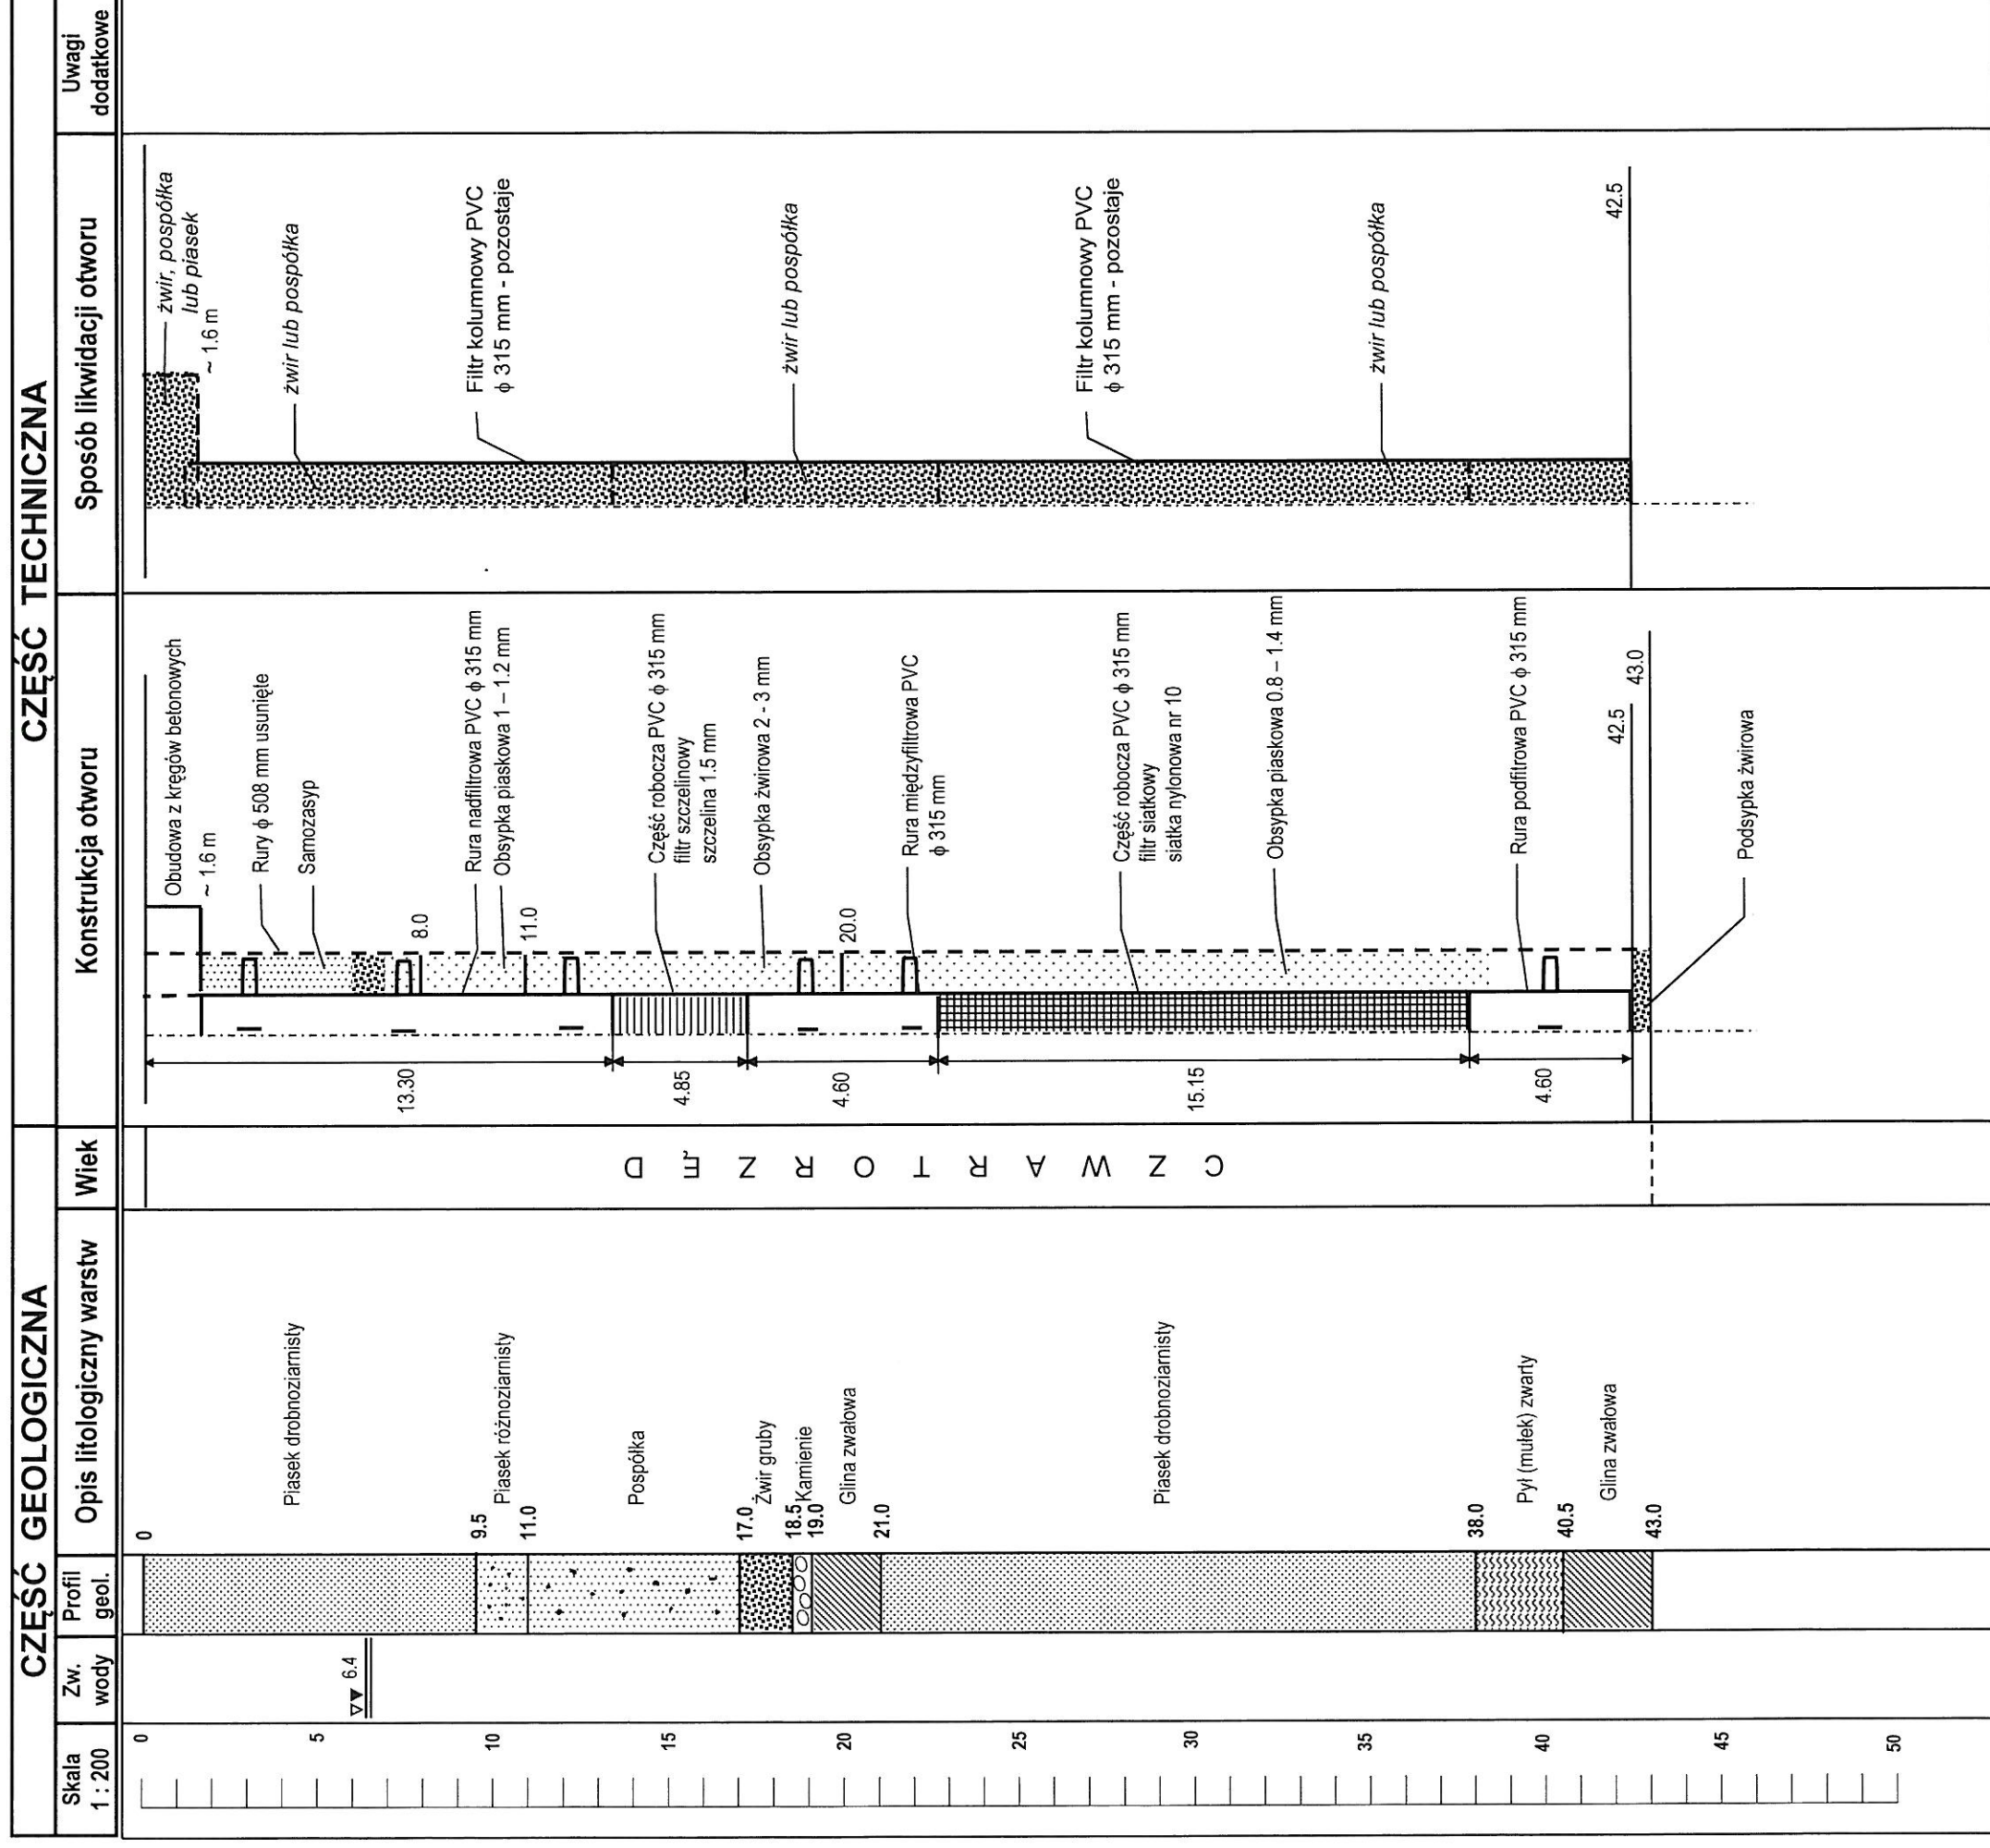 CZĘŚĆ GEOLOGICZNA
CZĘŚĆ TECHNICZNA
Skala
1 : 200
Zw.
wody
Profil
geol.
Opis litologiczny warstw
Wiek
Konstrukcja otworu
Sposób likwidacji otworu
Uwagi
dodatkowe
0
5
10
15
20
25
30
35
40
45
50
6.4
0
Piasek drobnoziarnisty
9.5
Piasek różnoziarnisty
11.0
Pospółka
17.0
Żwir gruby
18.5
Kamienie
19.0
Glina zwałowa
21.0
Piasek drobnoziarnisty
38.0
Pył (mułek) zwarty
40.5
Glina zwałowa
43.0
CZWARTORZĘD
13.30
4.85
4.60
15.15
4.60
Obudowa z kręgów betonowych
~ 1.6 m
Rury ϕ 508 mm usunięte
Samozasyp
8.0
Rura nadfiltrowa PVC ϕ 315 mm
Obsypka piaskowa 1 – 1.2 mm
11.0
Część robocza PVC ϕ 315 mm
filtr szczelinowy
szczelina 1.5 mm
Obsypka żwirowa 2 - 3 mm
20.0
Rura międzyfiltrowa PVC
ϕ 315 mm
Część robocza PVC ϕ 315 mm
filtr siatkowy
siatka nylonowa nr 10
Obsypka piaskowa 0.8 – 1.4 mm
Rura podfitrowa PVC ϕ 315 mm
42.5
43.0
Podsypka żwirowa
żwir, pospółka
lub piasek
~ 1.6 m
żwir lub pospółka
Filtr kolumnowy PVC
ϕ 315 mm - pozostaje
żwir lub pospółka
Filtr kolumnowy PVC
ϕ 315 mm - pozostaje
żwir lub pospółka
42.5